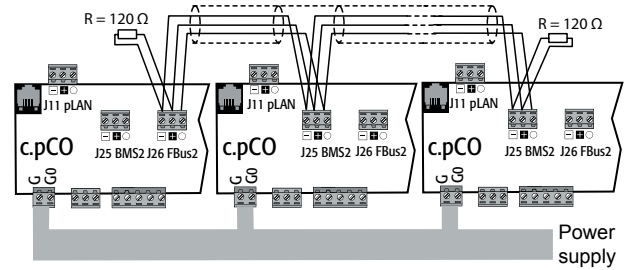 R = 120 Ω
R = 120 Ω
J11 pLAN
J11 pLAN
J11 pLAN
c.pCO
J25 BMS2 J26 FBus2
c.pCO
J25 BMS2 J26 FBus2
c.pCO
J25 BMS2 J26 FBus2
G
G0
G
G0
G
G0
Power
supply